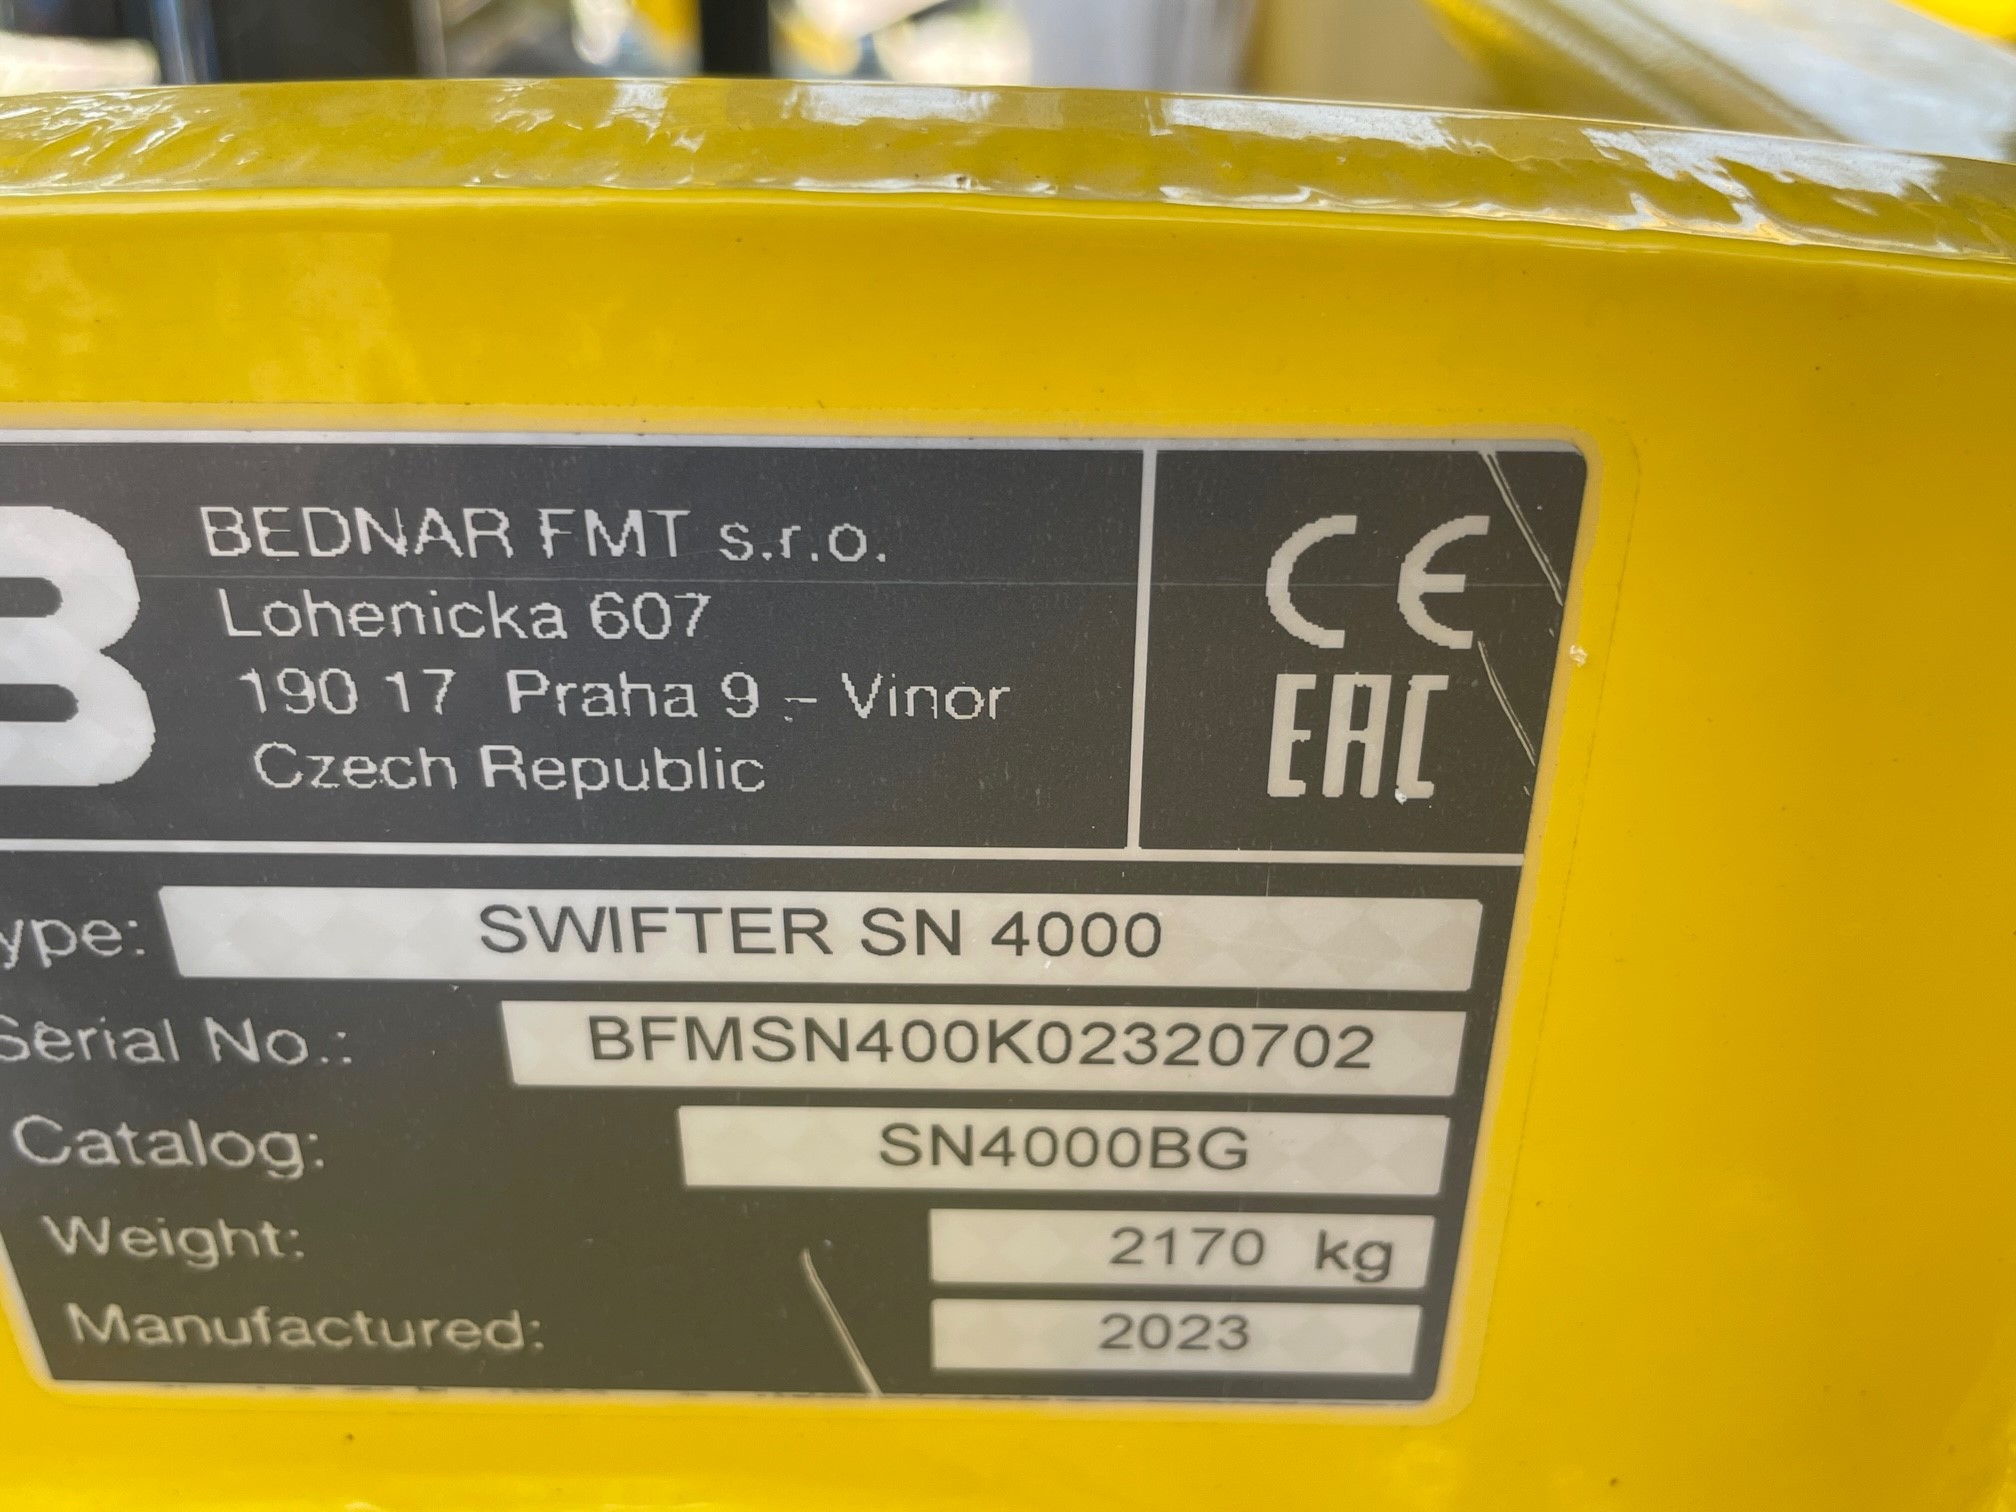 B
BEDNAR FMT s.r.o.
Lohenicka 607
190 17 Praha 9 - Vinor
Czech Republic
CE
EAC
ype: SWIFTER SN 4000
Serial No.: BFMSN400K02320702
Catalog: SN4000BG
Weight: 2170 kg
Manufactured: 2023